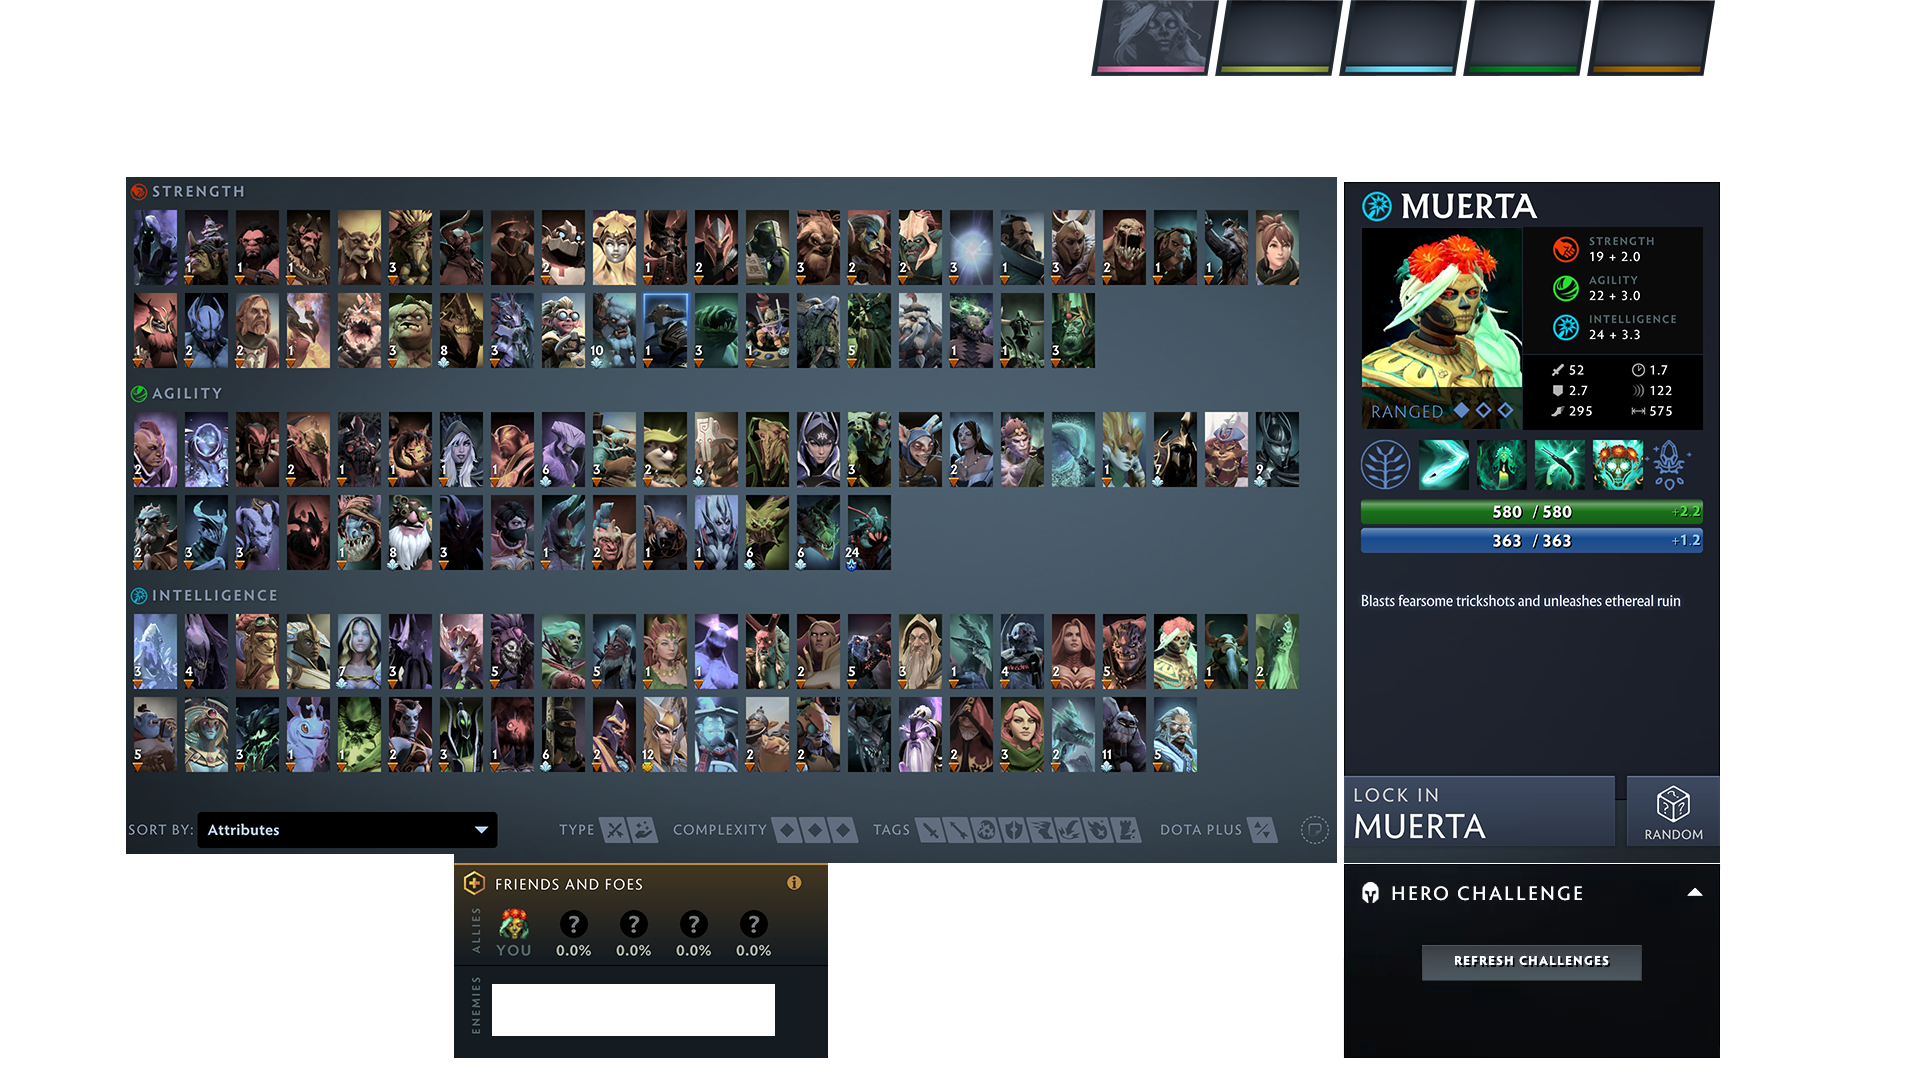 STRENGTH
1 1 1 3 2 1 2 3 2 2 3 1 3 2 1 1
1 2 2 1 3 8 3 10 1 3 1 5 1 1 3
AGILITY
2 2 1 1 1 1 6 3 2 6 3 2 1 7 9
2 3 3 1 8 3 1 2 1 1 6 6 24
INTELLIGENCE
3 4 7 3 5 5 1 1 2 5 3 1 4 2 5 1 2
5 3 1 1 2 3 1 6 2 12 2 2 2 3 2 11 5
SORT BY:
Attributes
TYPE
COMPLEXITY
TAGS
DOTA PLUS
MUERTA
STRENGTH
19 + 2.0
AGILITY
22 + 3.0
INTELLIGENCE
24 + 3.3
RANGED
52 1.7
2.7 122
295 575
580 / 580 +2.2
363 / 363 +1.2
Blasts fearsome trickshots and unleashes ethereal ruin
LOCK IN
MUERTA
RANDOM
FRIENDS AND FOES
ALLIES
YOU
? ? ? ?
0.0% 0.0% 0.0% 0.0%
ENEMIES
HERO CHALLENGE
REFRESH CHALLENGES